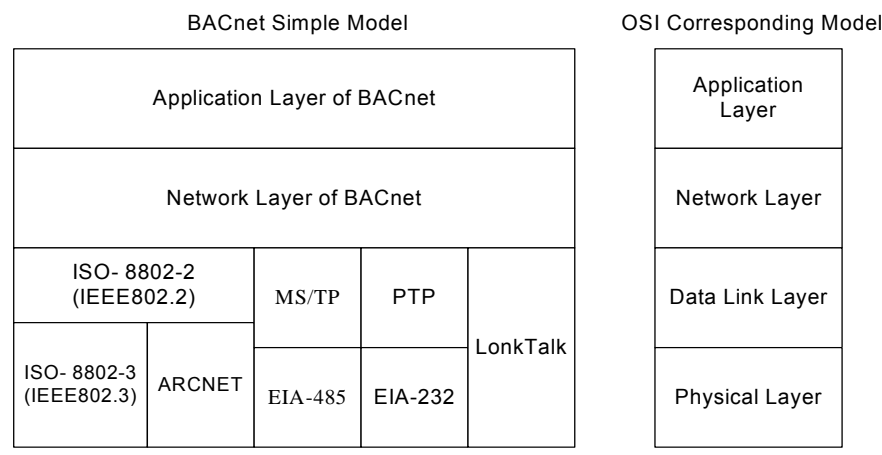 BACnet Simple Model
OSI Corresponding Model
Application Layer of BACnet
Application
Layer
Network Layer of BACnet
Network Layer
ISO- 8802-2
(IEEE802.2)
MS/TP
PTP
LonkTalk
Data Link Layer
ISO- 8802-3
(IEEE802.3)
ARCNET
EIA-485
EIA-232
Physical Layer